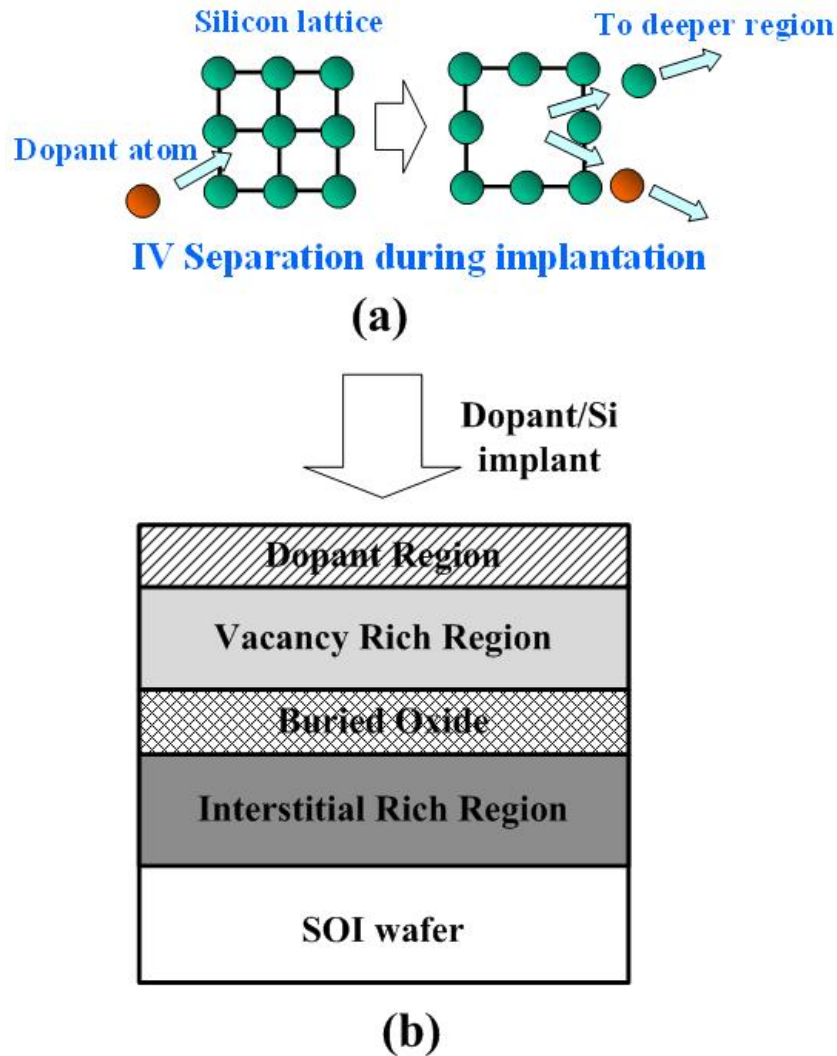 Silicon lattice
To deeper region
Dopant atom
IV Separation during implantation
(a)
Dopant/Si
implant
Dopant Region
Vacancy Rich Region
Buried Oxide
Interstitial Rich Region
SOI wafer
(b)